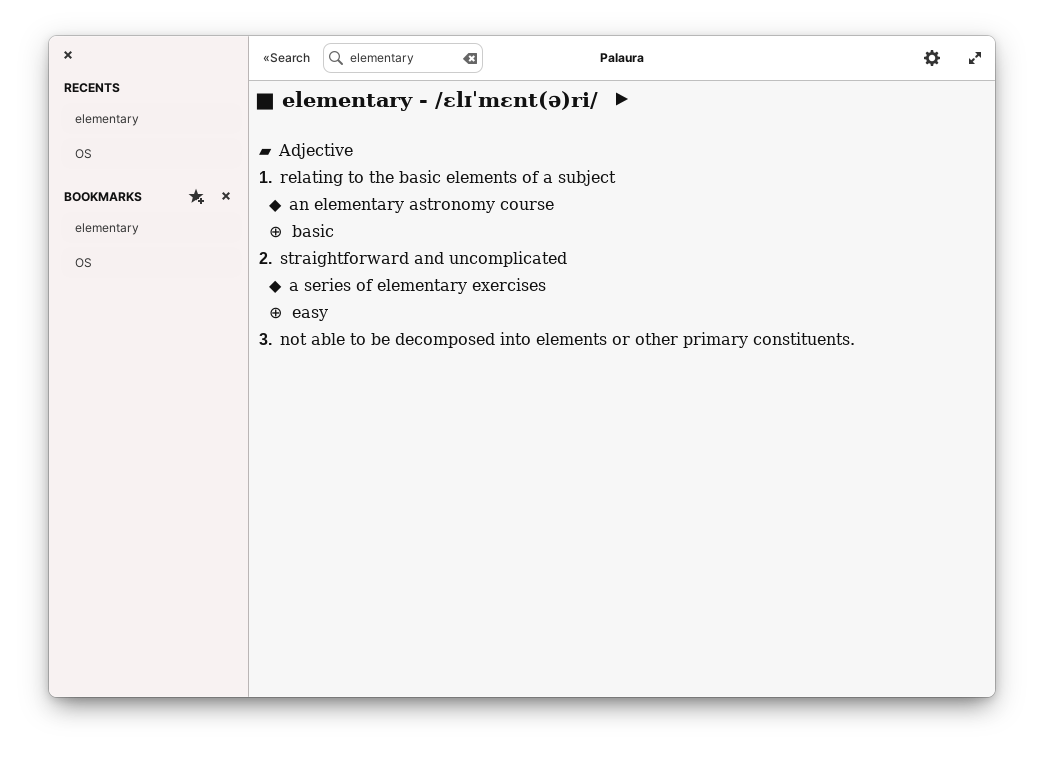 «Search
elementary
Palaura
RECENTS
elementary
OS
BOOKMARKS
elementary
OS
■ elementary - /ɛlɪˈmɛnt(ə)ri/ ▶
▰ Adjective
1. relating to the basic elements of a subject
◆ an elementary astronomy course
⊕ basic
2. straightforward and uncomplicated
◆ a series of elementary exercises
⊕ easy
3. not able to be decomposed into elements or other primary constituents.